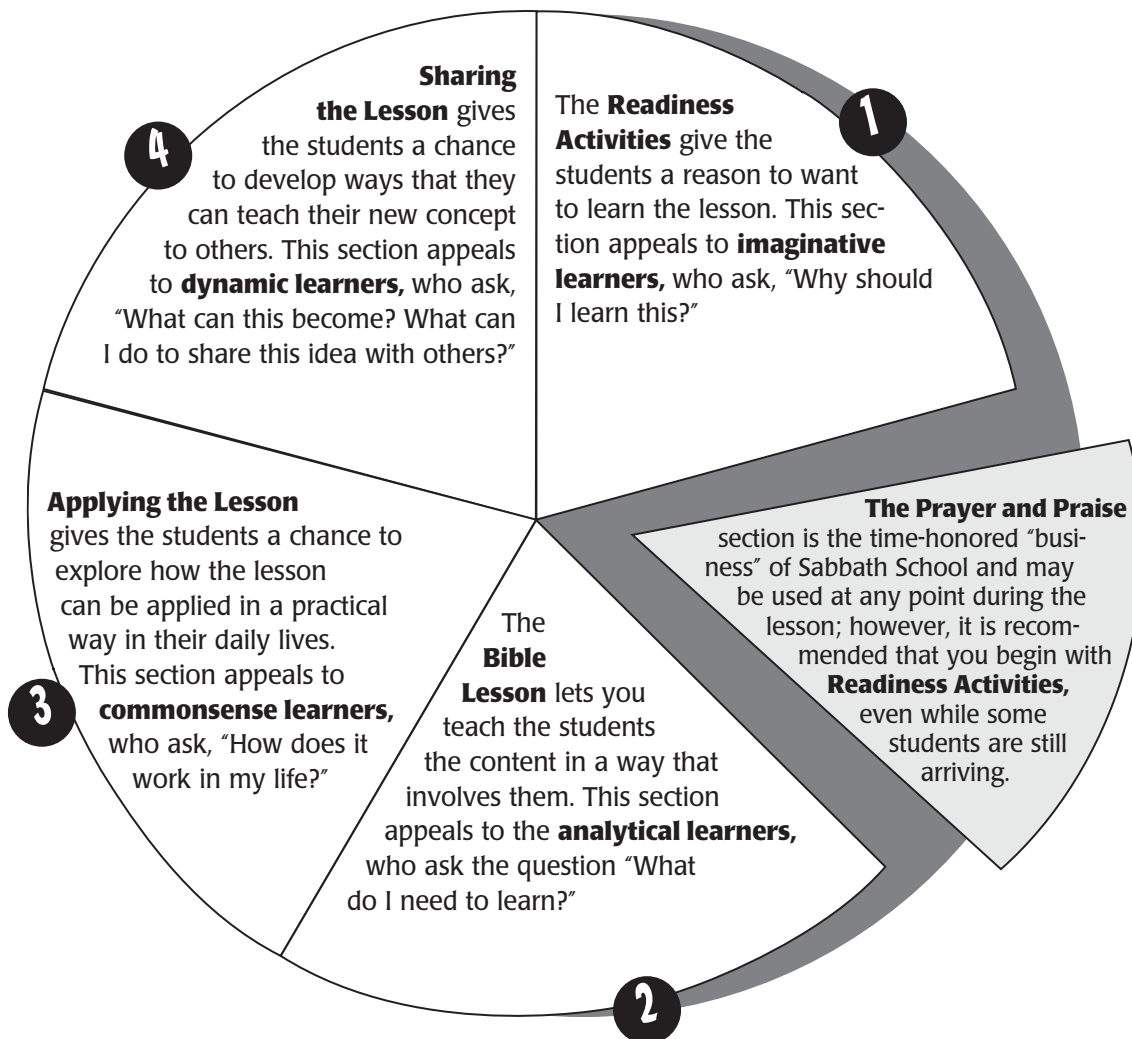 1
The Readiness
Activities give the
students a reason to want
to learn the lesson. This sec-
tion appeals to imaginative
learners, who ask, “Why should
I learn this?”
The Prayer and Praise
section is the time-honored “busi-
ness” of Sabbath School and may
be used at any point during the
lesson; however, it is recom-
mended that you begin with
Readiness Activities,
even while some
students are still
arriving.
2
The
Bible
Lesson lets you
teach the students
the content in a way that
involves them. This section
appeals to the analytical learners,
who ask the question “What
do I need to learn?”
3
Applying the Lesson
gives the students a chance to
explore how the lesson
can be applied in a practical
way in their daily lives.
This section appeals to
commonsense learners,
who ask, “How does it
work in my life?”
4
Sharing
the Lesson gives
the students a chance
to develop ways that they
can teach their new concept
to others. This section appeals
to dynamic learners, who ask,
“What can this become? What can
I do to share this idea with others?”